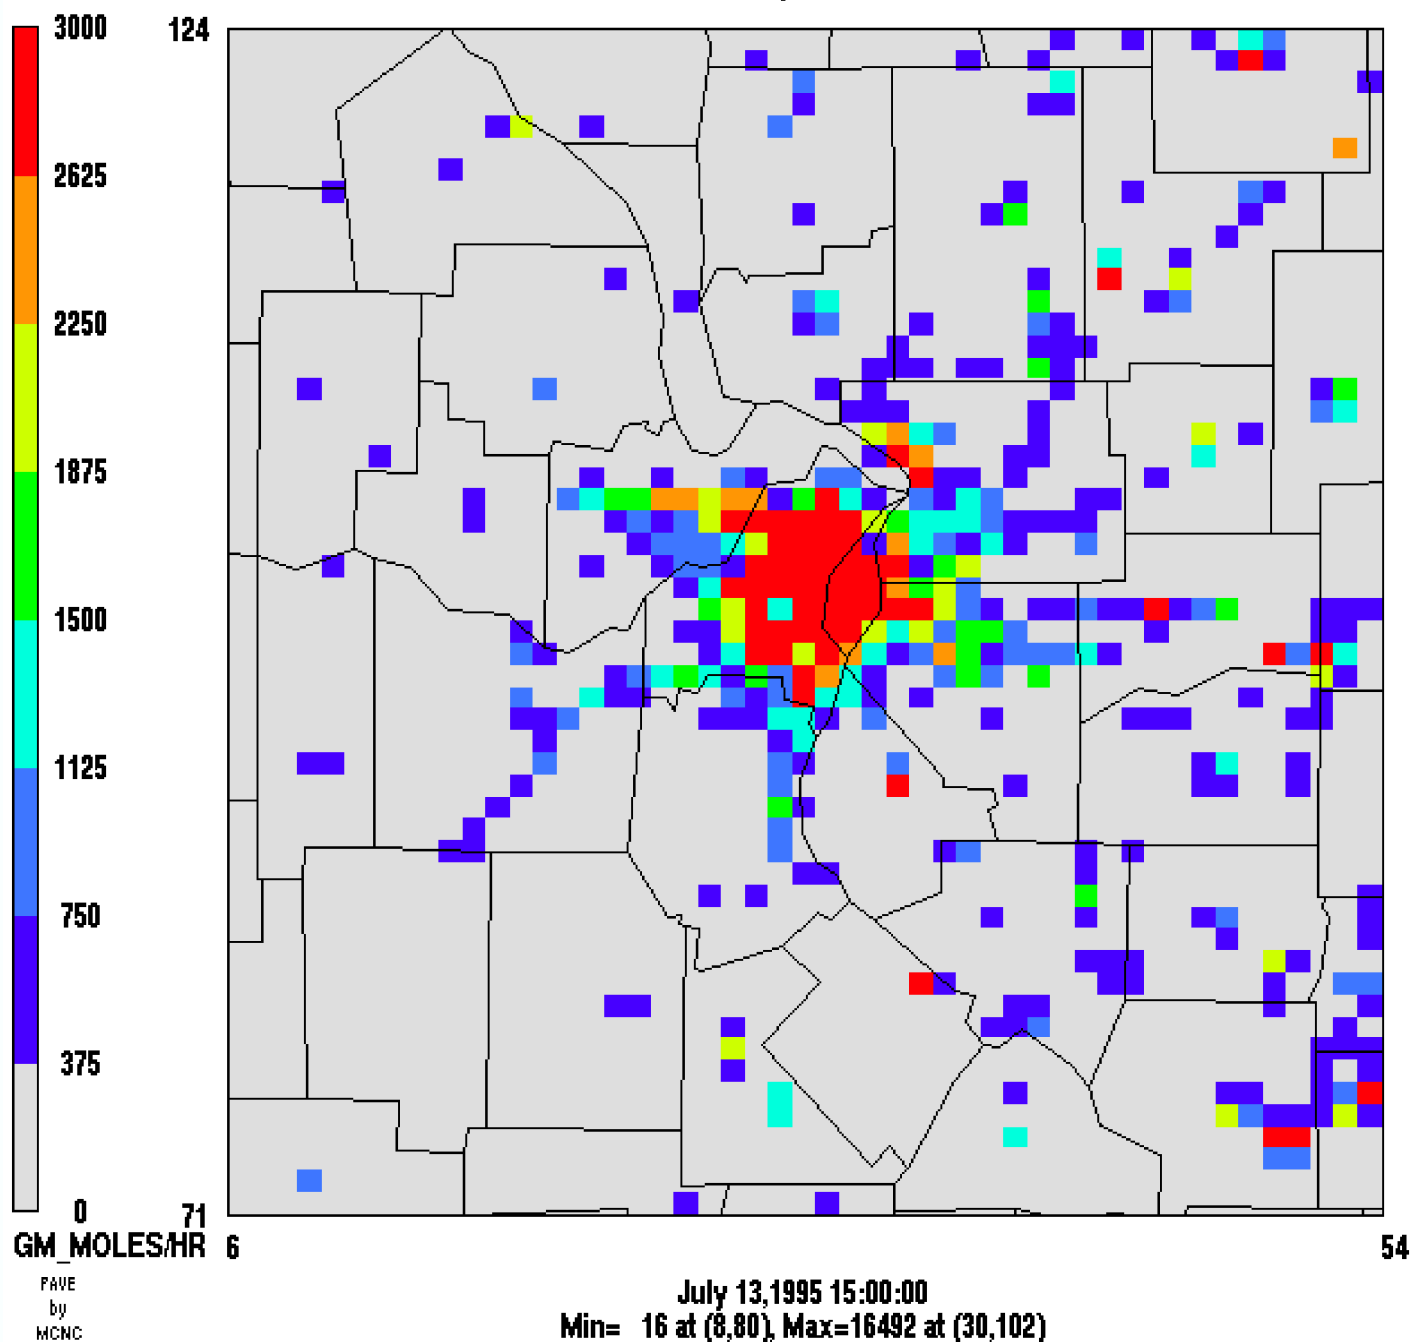 3000
124
2625
2250
1875
1500
1125
750
375
0
71
GM_MOLES/HR 6
54
PAVE
by
MCNC
July 13,1995 15:00:00
Min= 16 at (8,80), Max=16492 at (30,102)